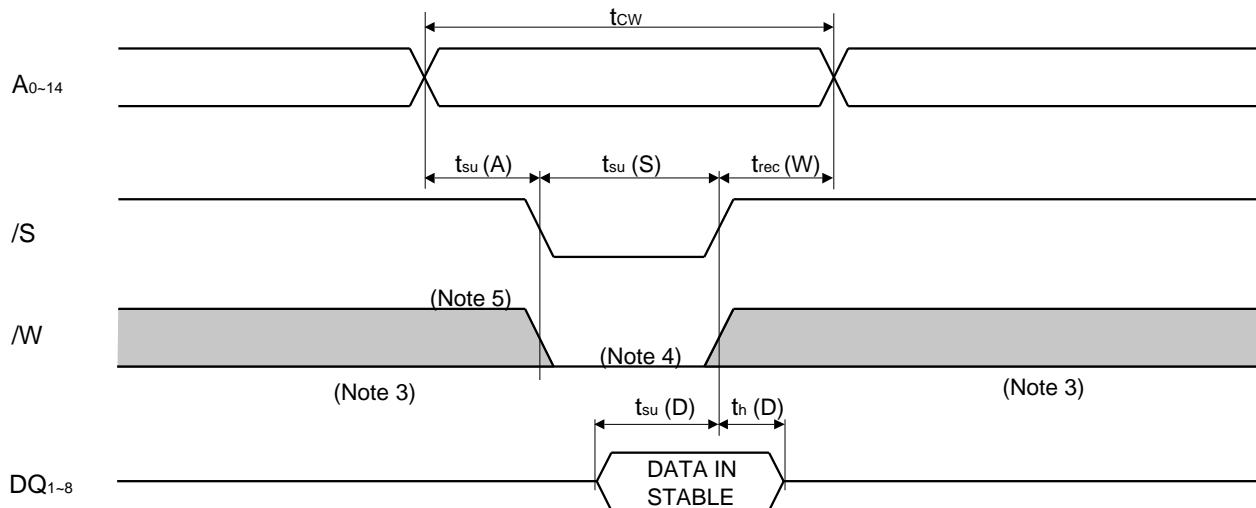 tCW
A0~14
tsu (A)
tsu (S)
trec (W)
/S
(Note 5)
/W
(Note 4)
(Note 3)
(Note 3)
tsu (D)
th (D)
DQ1~8
DATA IN
STABLE